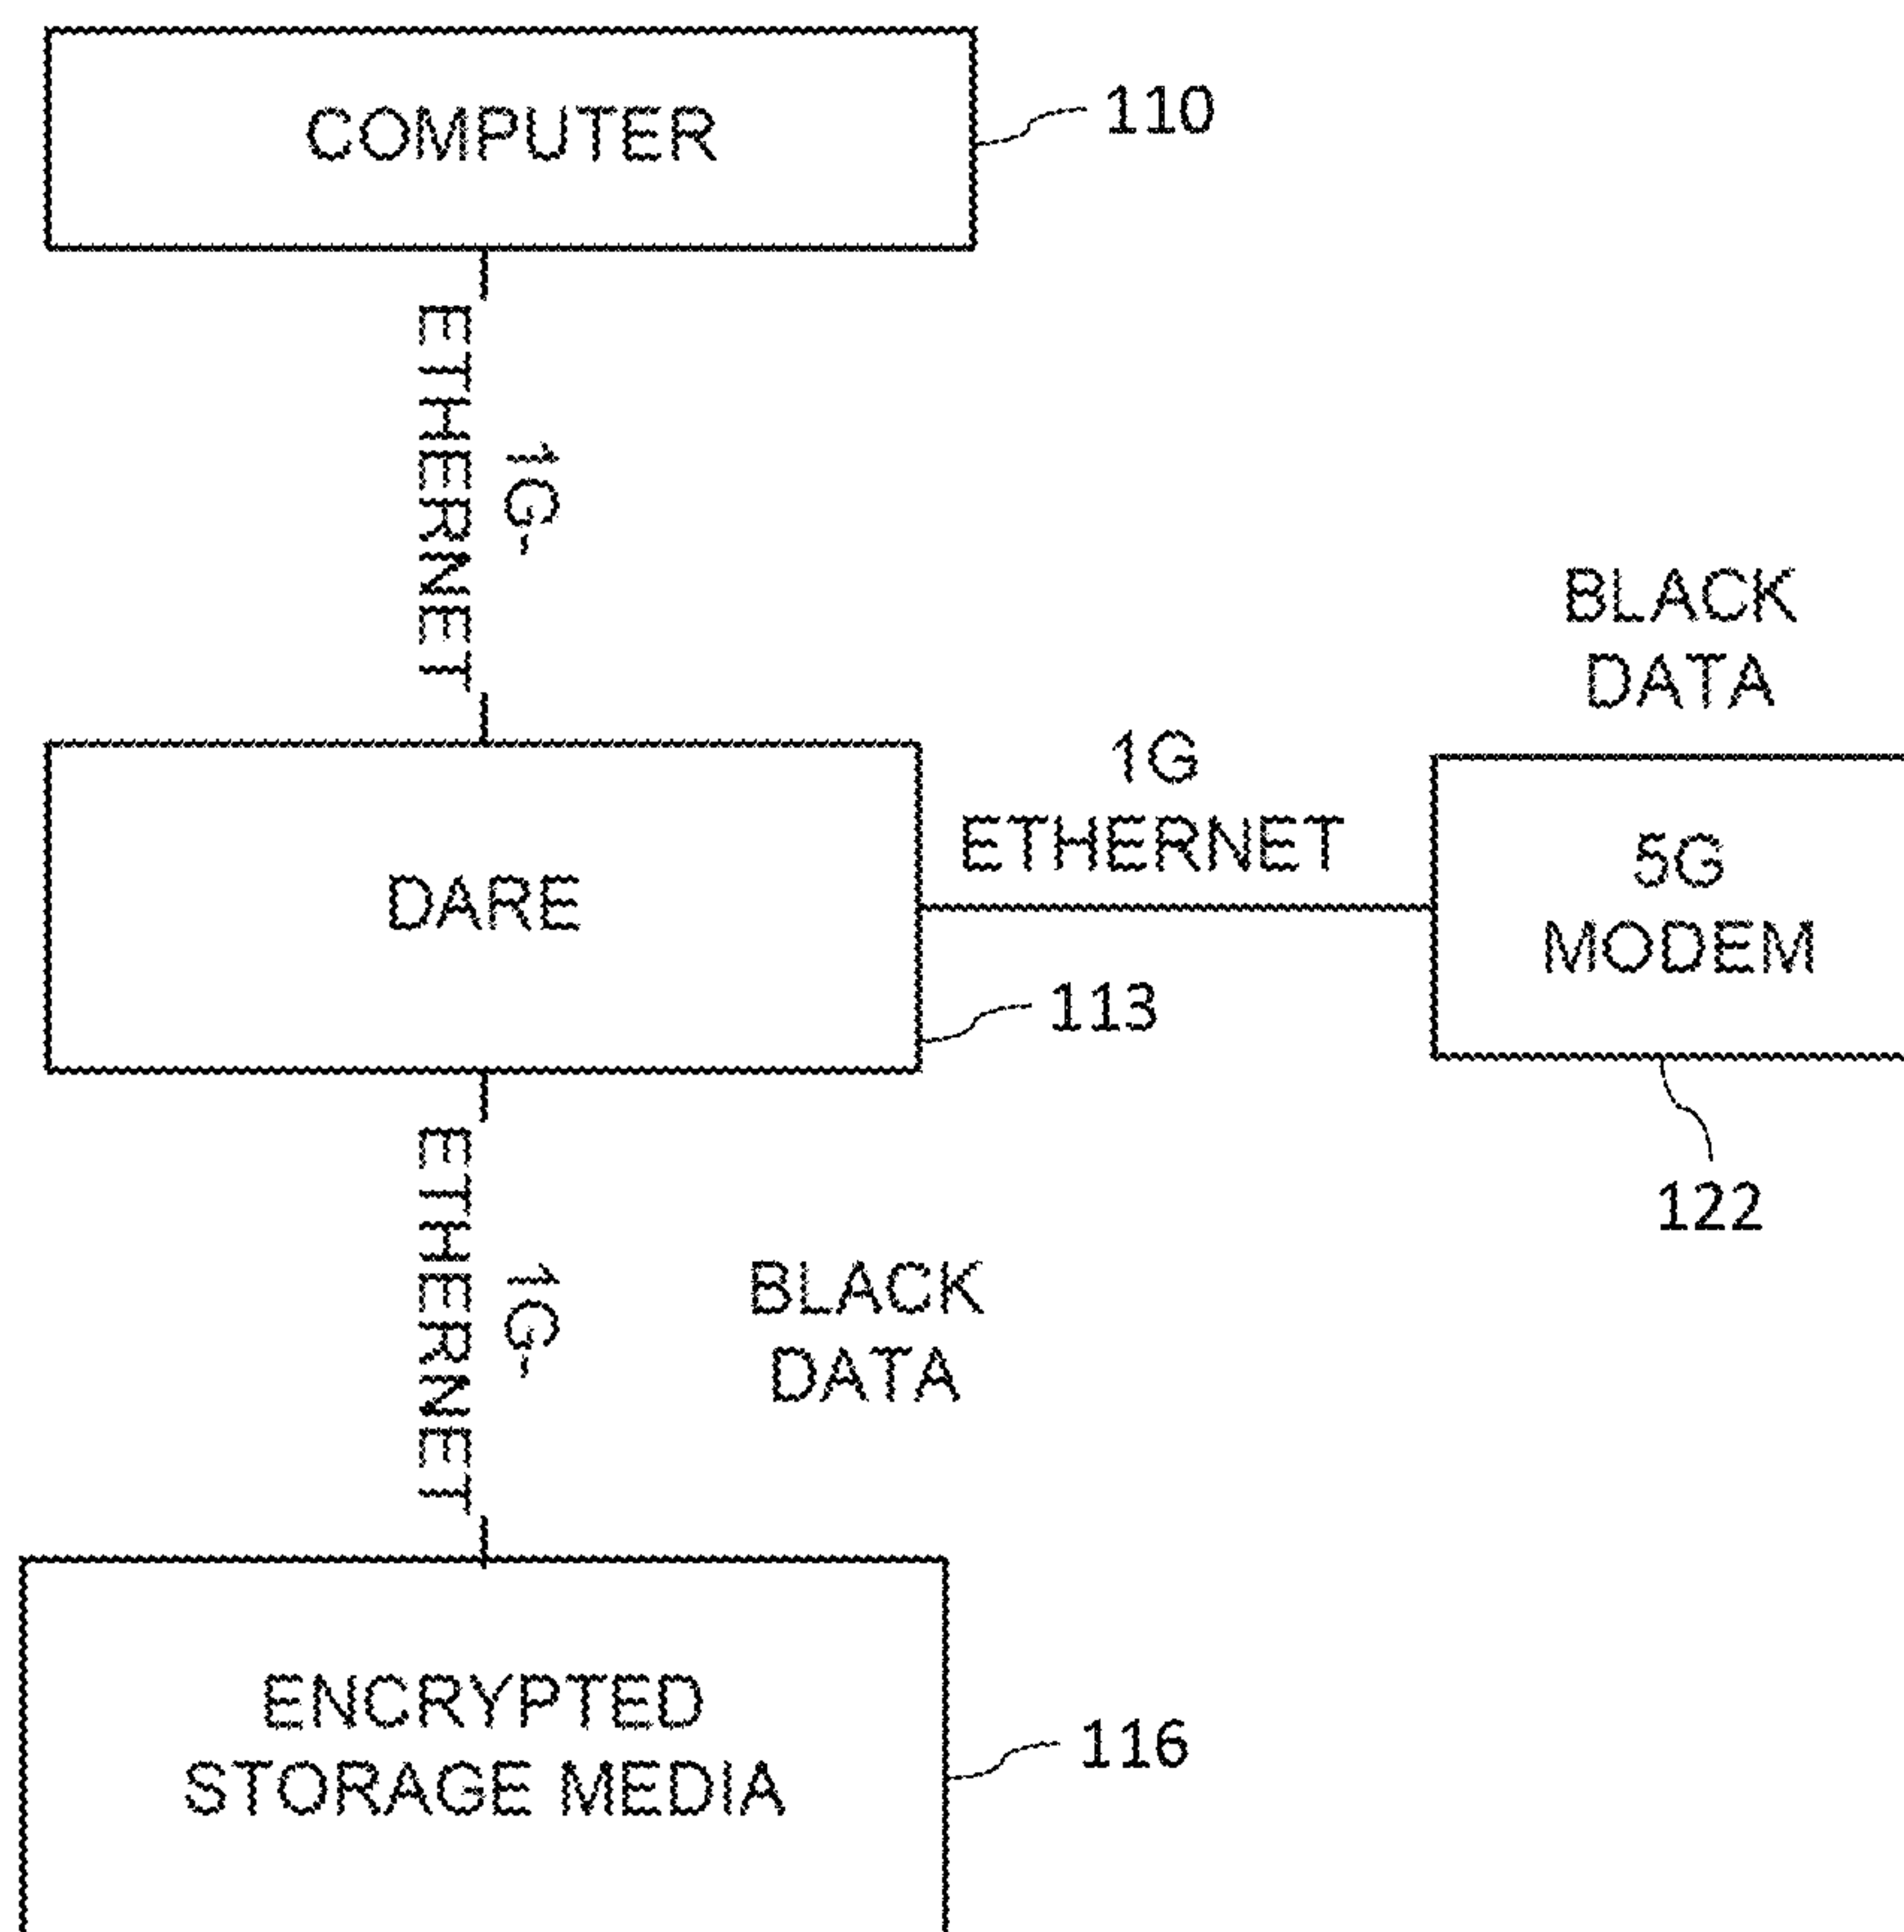 COMPUTER
110
1G
ETHERNET
BLACK
DATA
1G
ETHERNET
DARE
5G
MODEM
113
122
1G
ETHERNET
BLACK
DATA
ENCRYPTED
STORAGE MEDIA
116